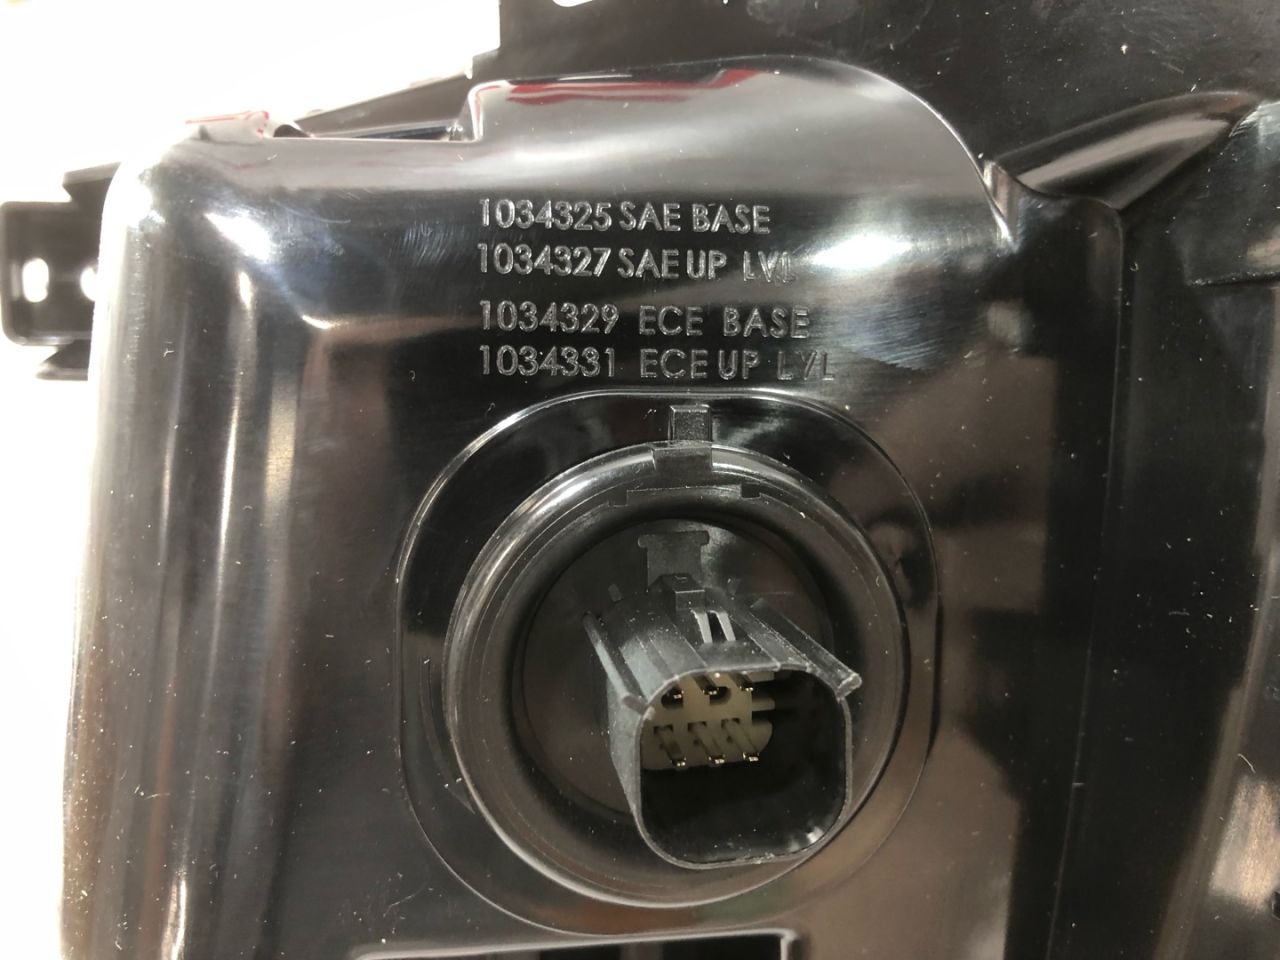 1034325 SAE BASE
1034327 SAE UP LVL
1034329 ECE BASE
1034331 ECE UP LVL